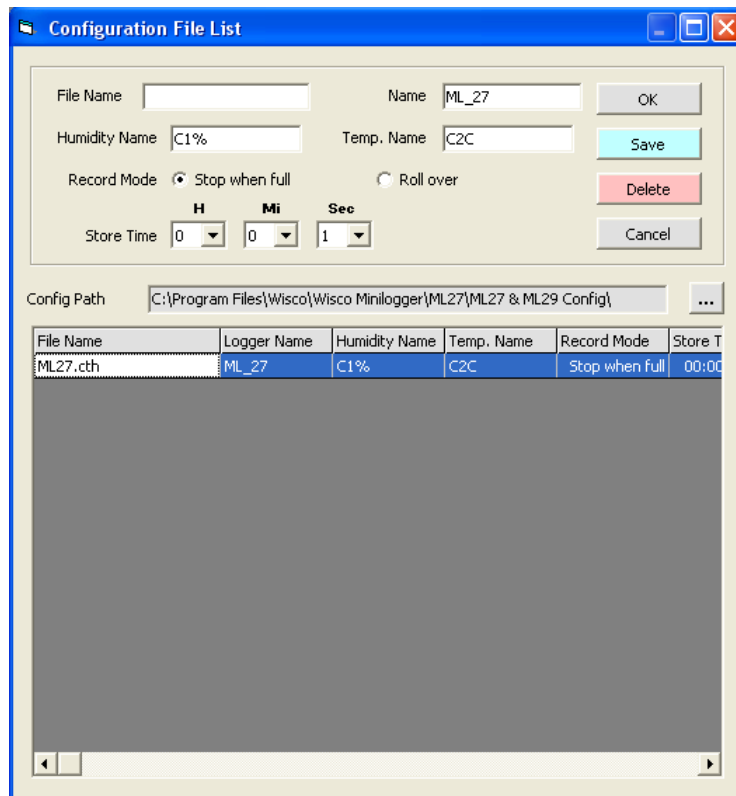 Configuration File List
File Name Name ML_27 OK
Humidity Name C1% Temp. Name C2C Save
Record Mode Stop when full Roll over Delete
H Mi Sec
Store Time 0 0 1 Cancel
Config Path C:\Program Files\Wisco\Wisco Minilogger\ML27\ML27 & ML29 Config\ ...
File Name Logger Name Humidity Name Temp. Name Record Mode Store T
ML27.cth ML_27 C1% C2C Stop when full 00:00